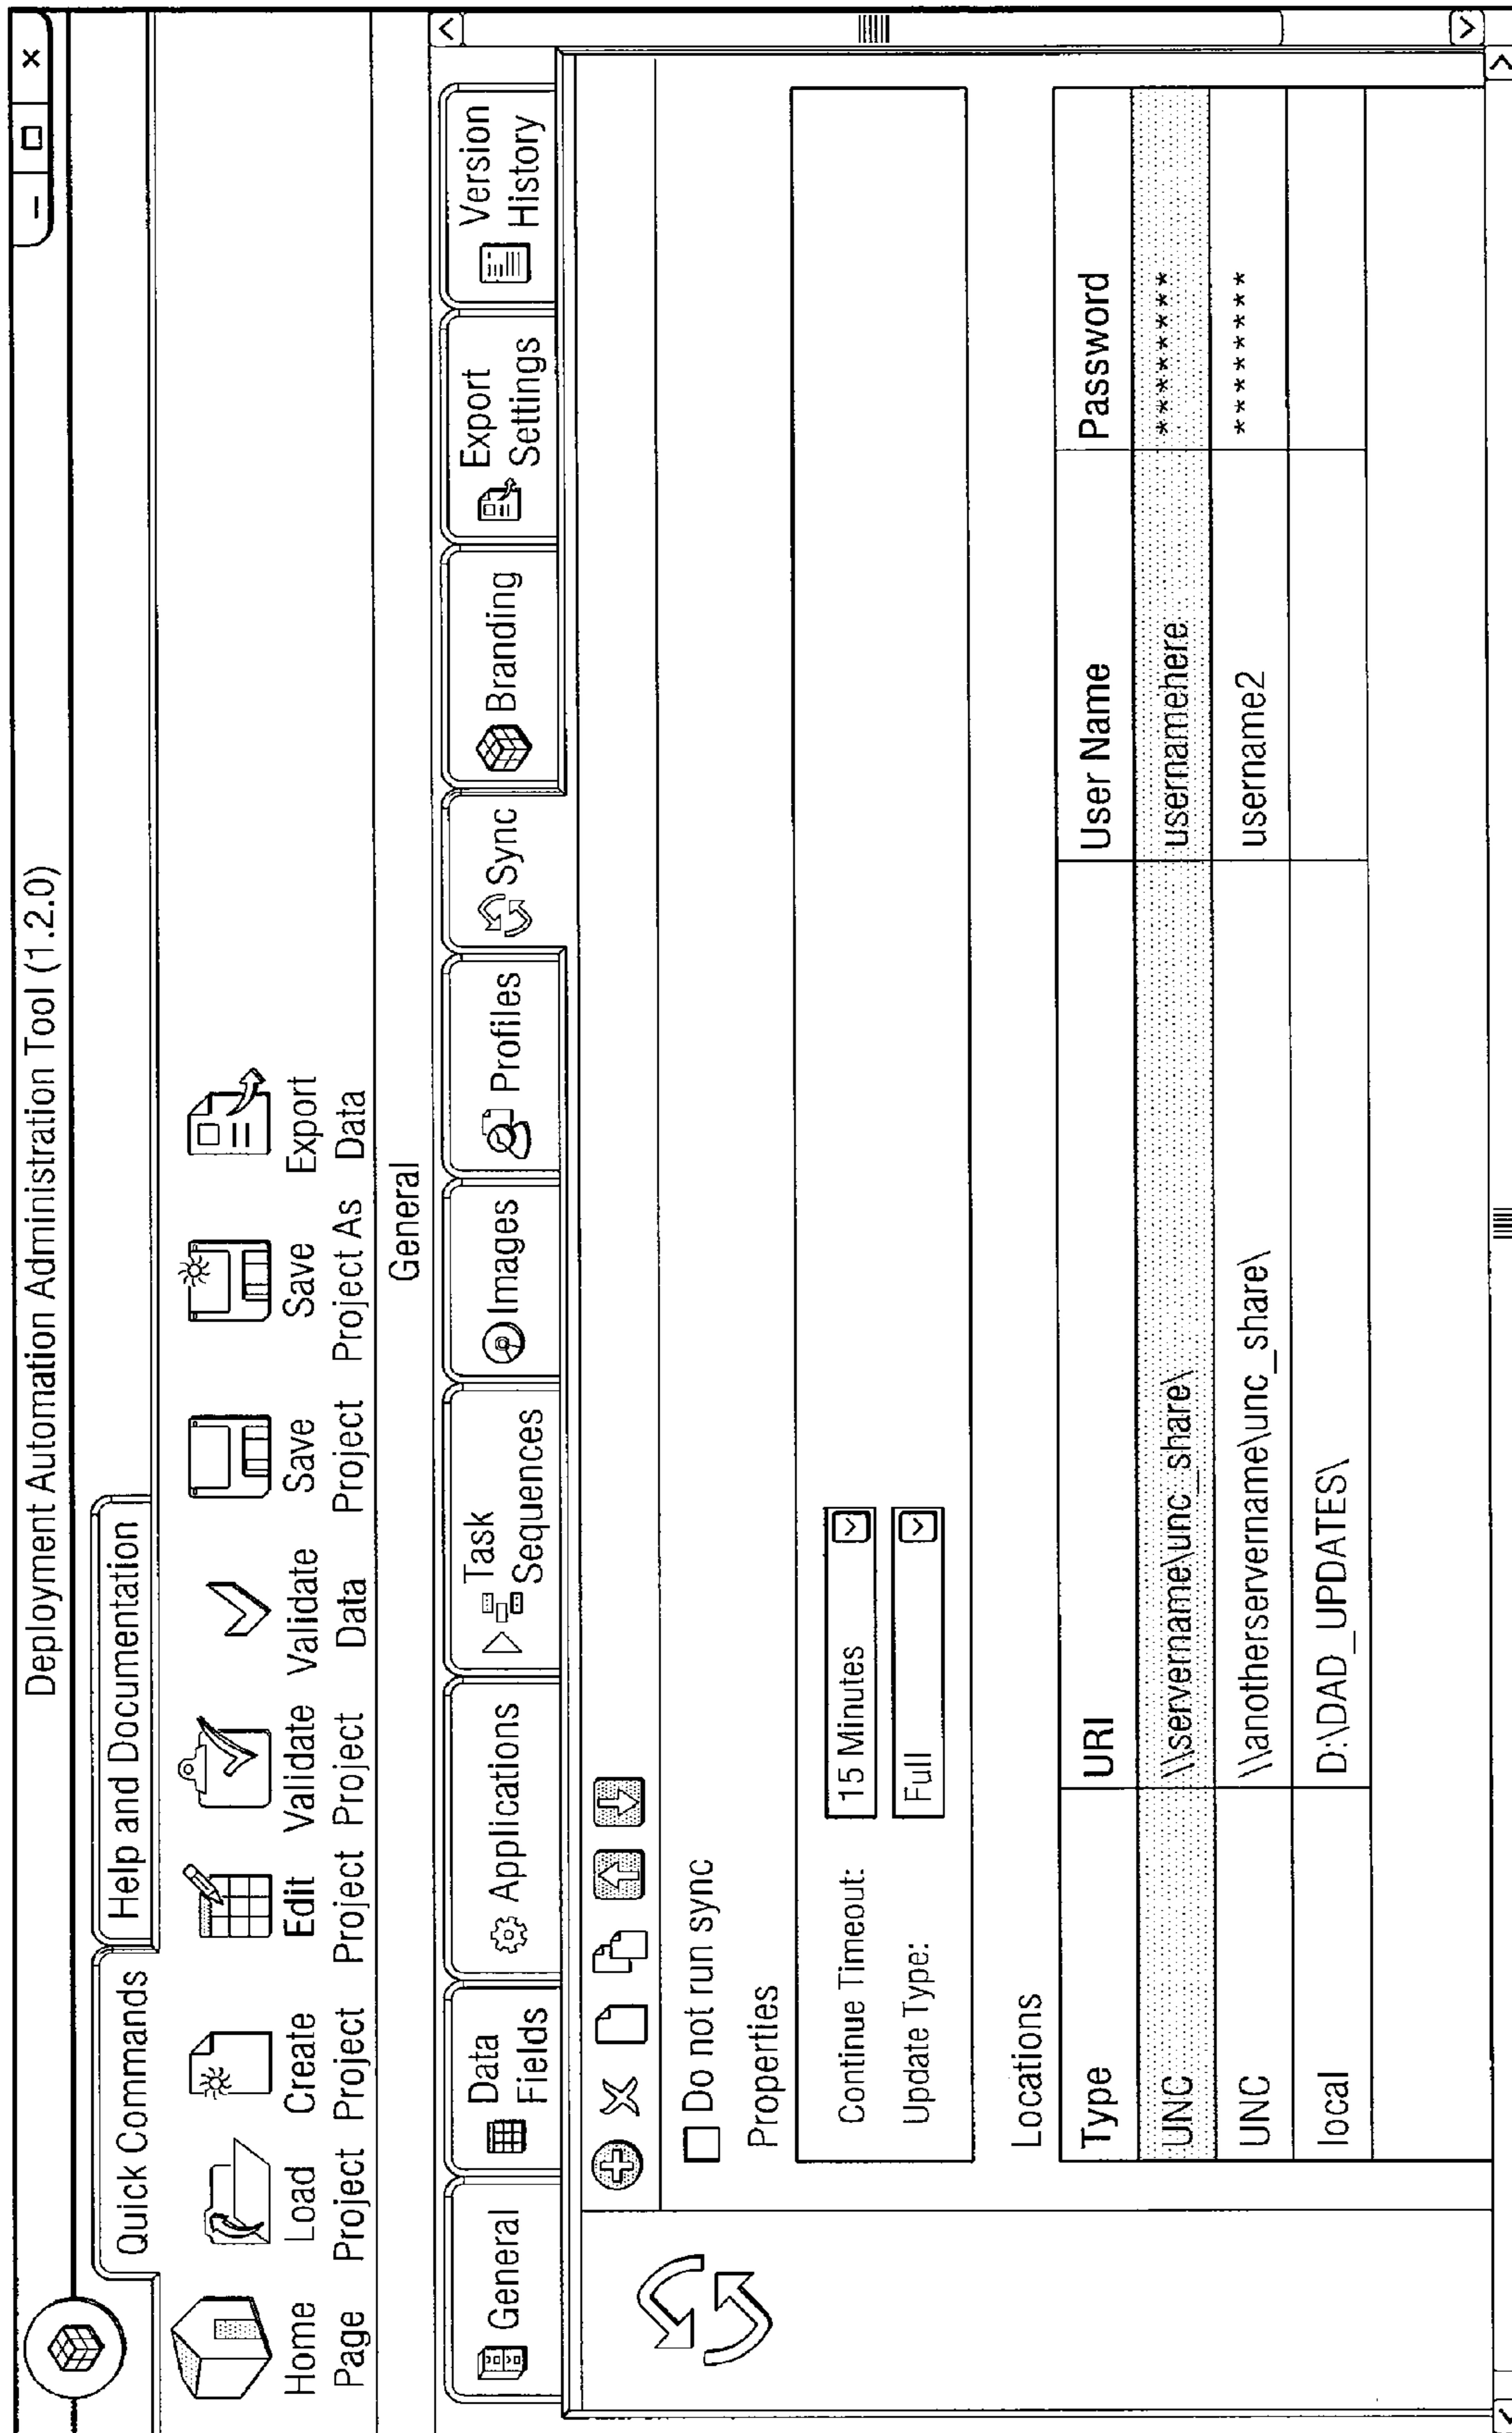 Deployment Automation Administration Tool (1.2.0)
Quick Commands
Help and Documentation
Home Page
Load Project
Create Project
Edit Project
Validate Project
Validate Data
Save Project
Save Project As
Export Data
General
General
Data Fields
Applications
Task Sequences
Images
Profiles
Sync
Branding
Export Settings
Version History
Do not run sync
Properties
Continue Timeout: 15 Minutes
Update Type: Full
Locations
Type URI User Name Password
UNC \\servername\unc_share\ usernamehere ********
UNC \\anotherservername\unc_share\ username2 ********
local D:\DAD_UPDATES\